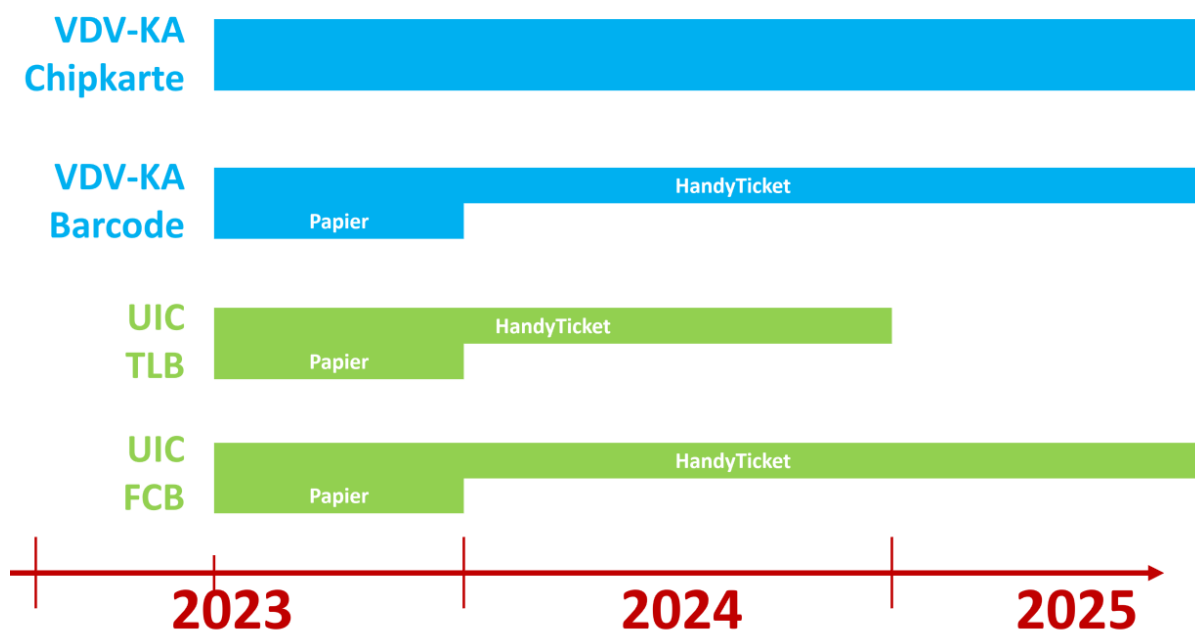 VDV-KA
Chipkarte
VDV-KA
Barcode
HandyTicket
Papier
UIC
TLB
HandyTicket
Papier
UIC
FCB
HandyTicket
Papier
2023
2024
2025